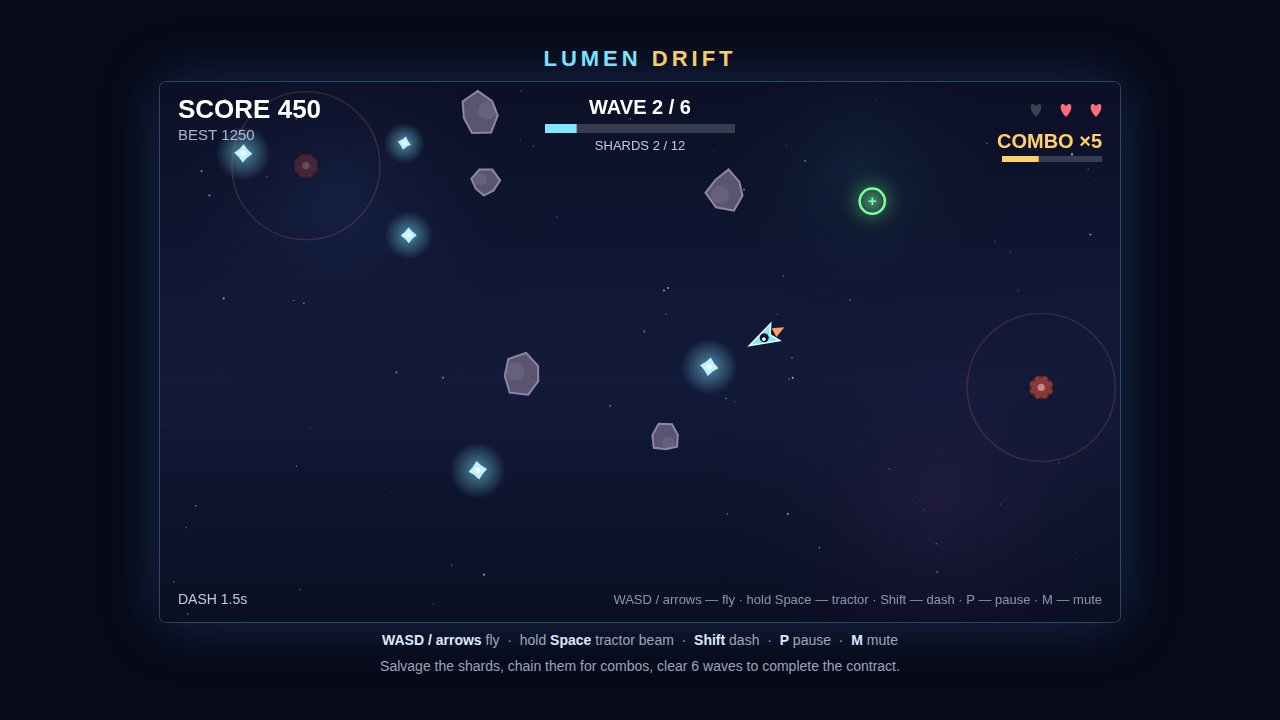 LUMEN DRIFT
SCORE 450
BEST 1250
WAVE 2 / 6
SHARDS 2 / 12
COMBO ×5
+
DASH 1.5s
WASD / arrows — fly · hold Space — tractor · Shift — dash · P — pause · M — mute
WASD / arrows fly · hold Space tractor beam · Shift dash · P pause · M mute
Salvage the shards, chain them for combos, clear 6 waves to complete the contract.